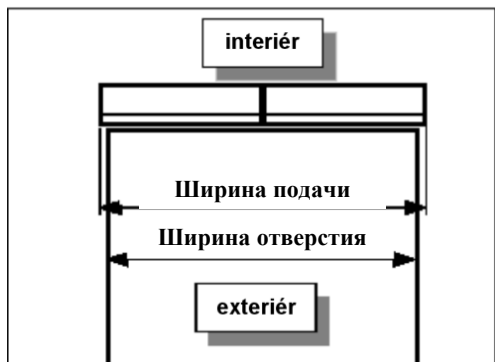 interiér
Ширина подачи
Ширина отверстия
exteriér